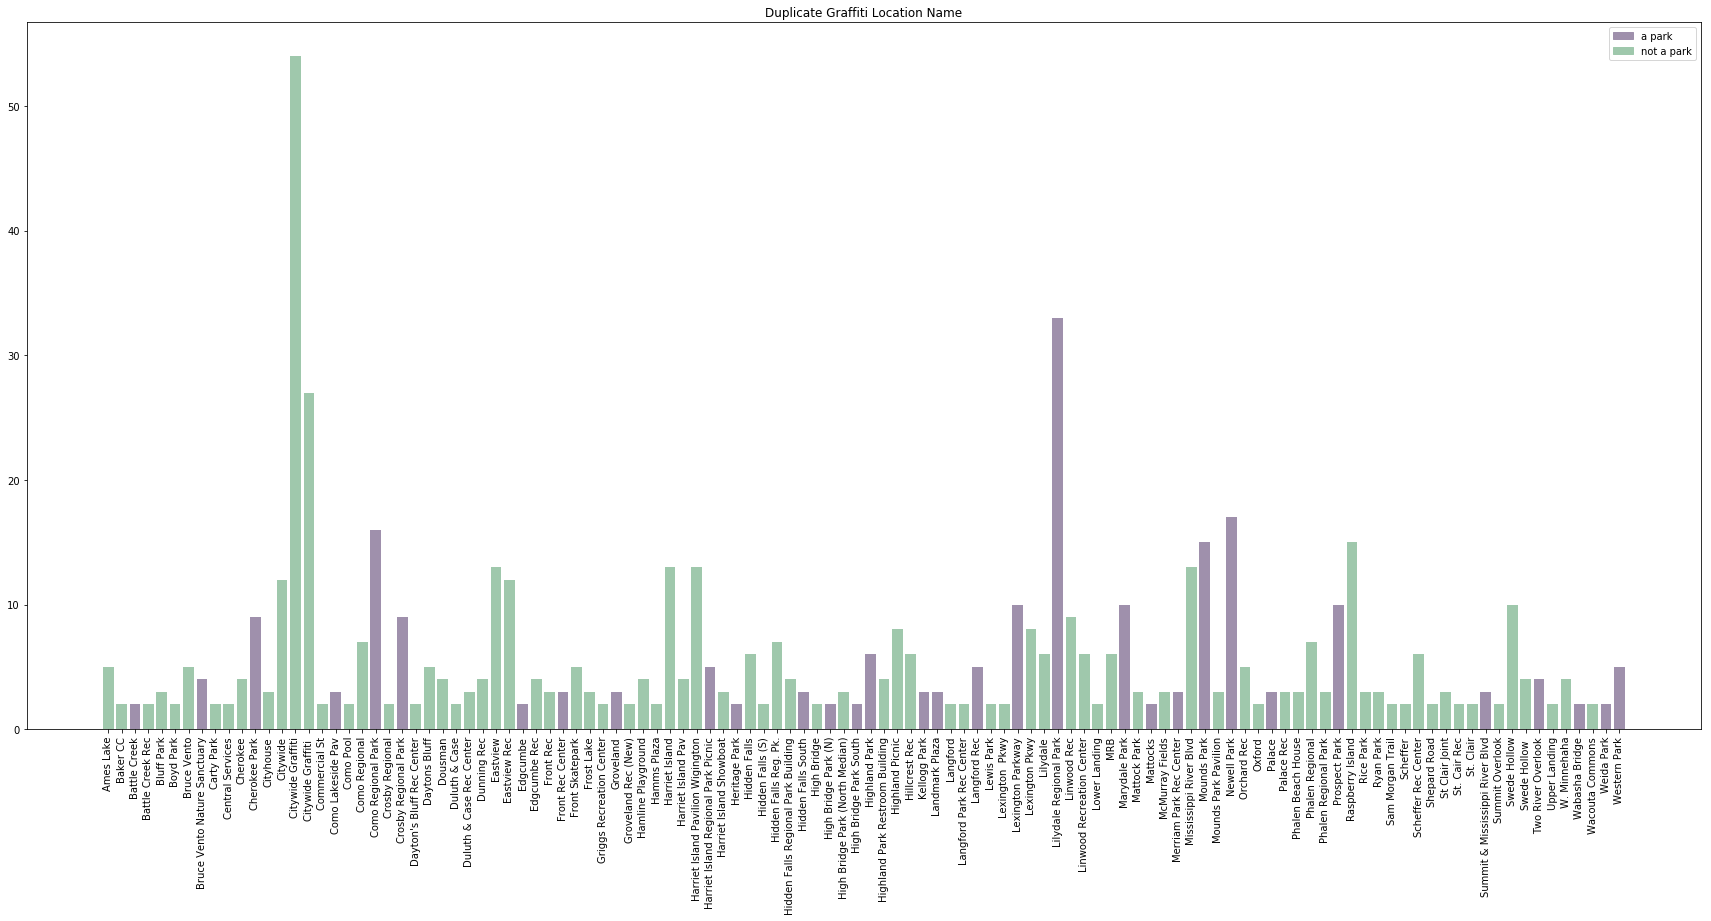 Duplicate Graffiti Location Name
a park
not a park
50
40
30
20
10
0
Ames Lake
Baker CC
Battle Creek
Battle Creek Rec
Bluff Park
Boyd Park
Bruce Vento
Bruce Vento Nature Sanctuary
Carty Park
Central Services
Cherokee
Cherokee Park
Cityhouse
Citywide
Citywide Graffiti
Citywide Graffiti
Commercial St
Como Lakeside Pav
Como Pool
Como Regional
Como Regional Park
Crosby Regional
Crosby Regional Park
Dayton's Bluff Rec Center
Daytons Bluff
Dousman
Duluth & Case
Duluth & Case Rec Center
Dunning Rec
Eastview
Eastview Rec
Edgcumbe
Edgcumbe Rec
Front Rec
Front Rec Center
Front Skatepark
Frost Lake
Griggs Recreation Center
Groveland
Groveland Rec (New)
Hamline Playground
Hamms Plaza
Harriet Island
Harriet Island Pav
Harriet Island Pavilion Wigington
Harriet Island Regional Park Picnic
Harriet Island Showboat
Heritage Park
Hidden Falls
Hidden Falls (S)
Hidden Falls Reg. Pk.
Hidden Falls Regional Park Building
Hidden Falls South
High Bridge
High Bridge Park (N)
High Bridge Park (North Median)
High Bridge Park South
Highland Park
Highland Park Restroom Building
Highland Picnic
Hillcrest Rec
Kellogg Park
Landmark Plaza
Langford
Langford Park Rec Center
Langford Rec
Lewis Park
Lexington  Pkwy
Lexington Parkway
Lexington Pkwy
Lilydale
Lilydale Regional Park
Linwood Rec
Linwood Recreation Center
Lower Landing
MRB
Marydale Park
Mattock Park
Mattocks
McMurray Fields
Merriam Park Rec Center
Mississippi River Blvd
Mounds Park
Mounds Park Pavilion
Newell Park
Orchard Rec
Oxford
Palace
Palace Rec
Phalen Beach House
Phalen Regional
Phalen Regional Park
Prospect Park
Raspberry Island
Rice Park
Ryan Park
Sam Morgan Trail
Scheffer
Scheffer Rec Center
Shepard Road
St Clair Joint
St. Cair Rec
St. Clair
Summit & Mississippi River Blvd
Summit Overlook
Swede Hollow
Swede Hollow
Two River Overlook
Upper Landing
W. Minnehaha
Wabasha Bridge
Wacouta Commons
Weida Park
Western Park